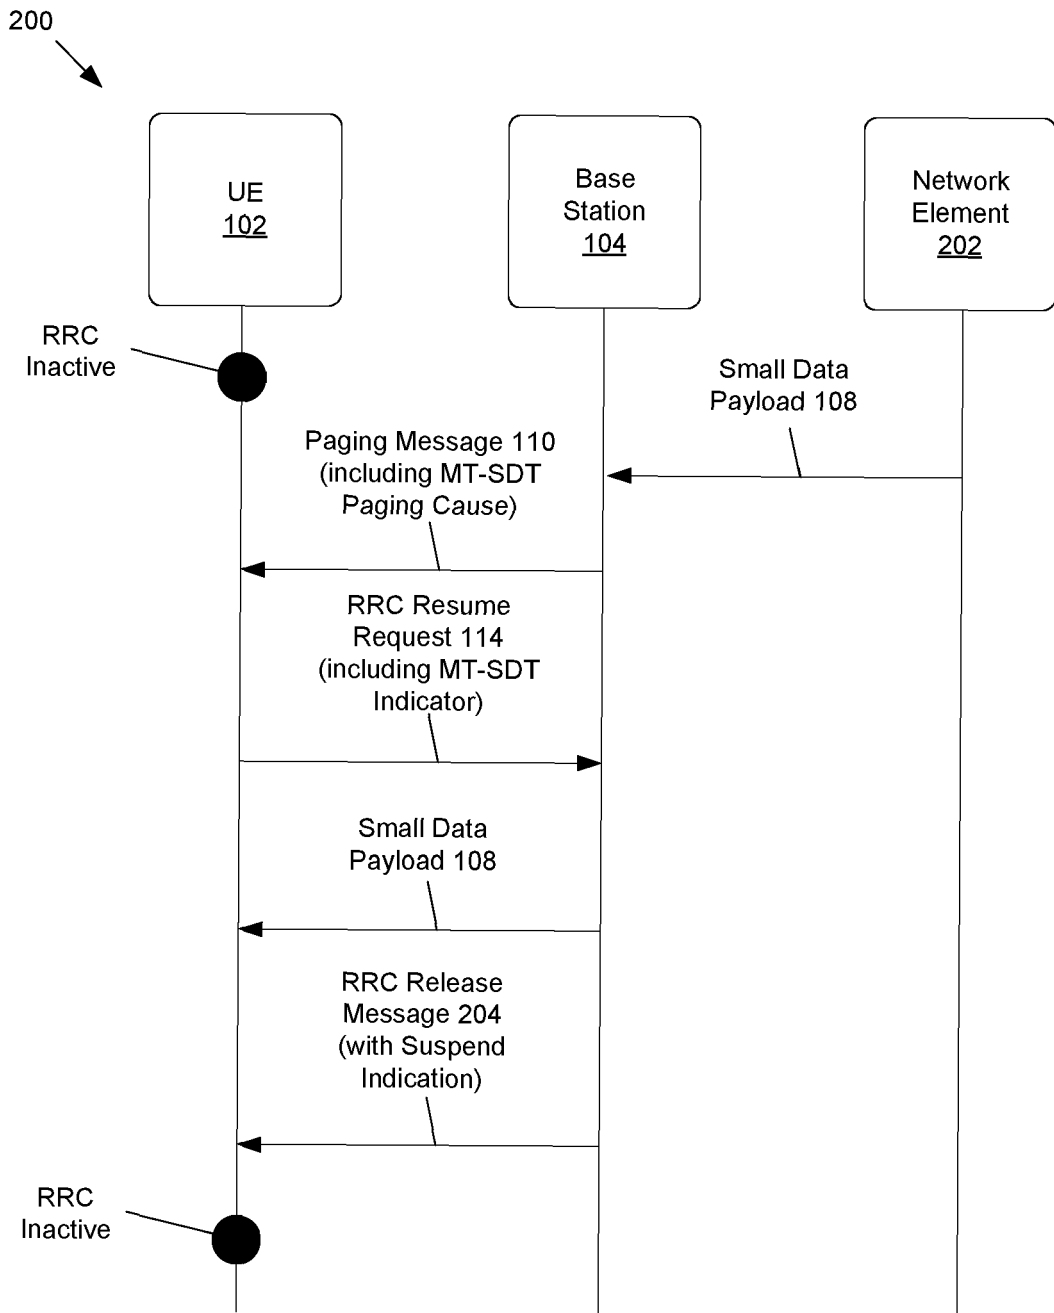 200
UE
102
Base
Station
104
Network
Element
202
RRC
Inactive
Small Data
Payload 108
Paging Message 110
(including MT-SDT
Paging Cause)
RRC Resume
Request 114
(including MT-SDT
Indicator)
Small Data
Payload 108
RRC Release
Message 204
(with Suspend
Indication)
RRC
Inactive